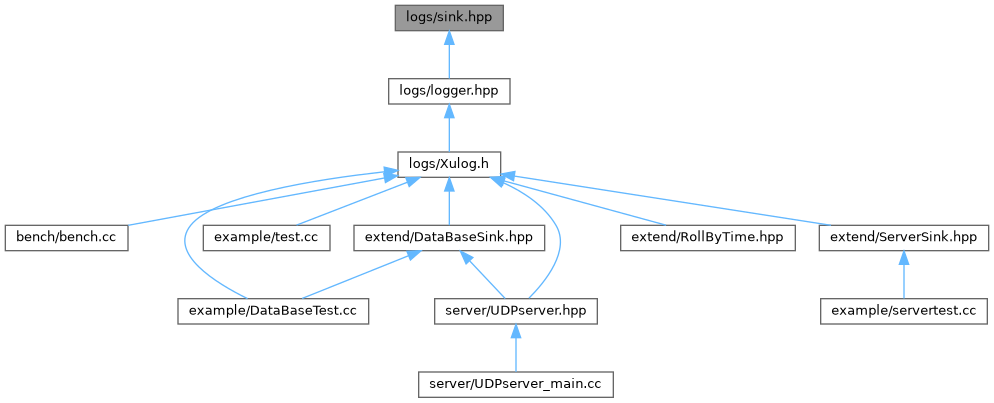 logs/sink.hpp
logs/logger.hpp
logs/Xulog.h
bench/bench.cc
example/test.cc
extend/DataBaseSink.hpp
extend/RollByTime.hpp
extend/ServerSink.hpp
example/DataBaseTest.cc
server/UDPserver.hpp
example/servertest.cc
server/UDPserver_main.cc